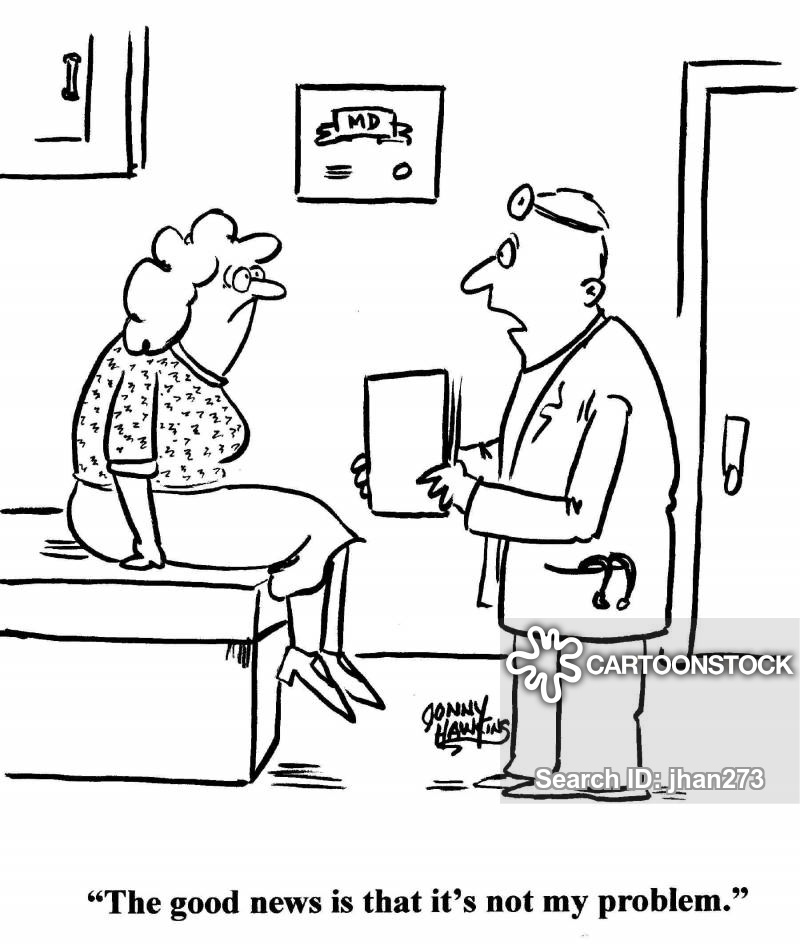 MD
JONNY
HAWKINS
CARTOONSTOCK
Search ID: jhan273
“The good news is that it’s not my problem.”